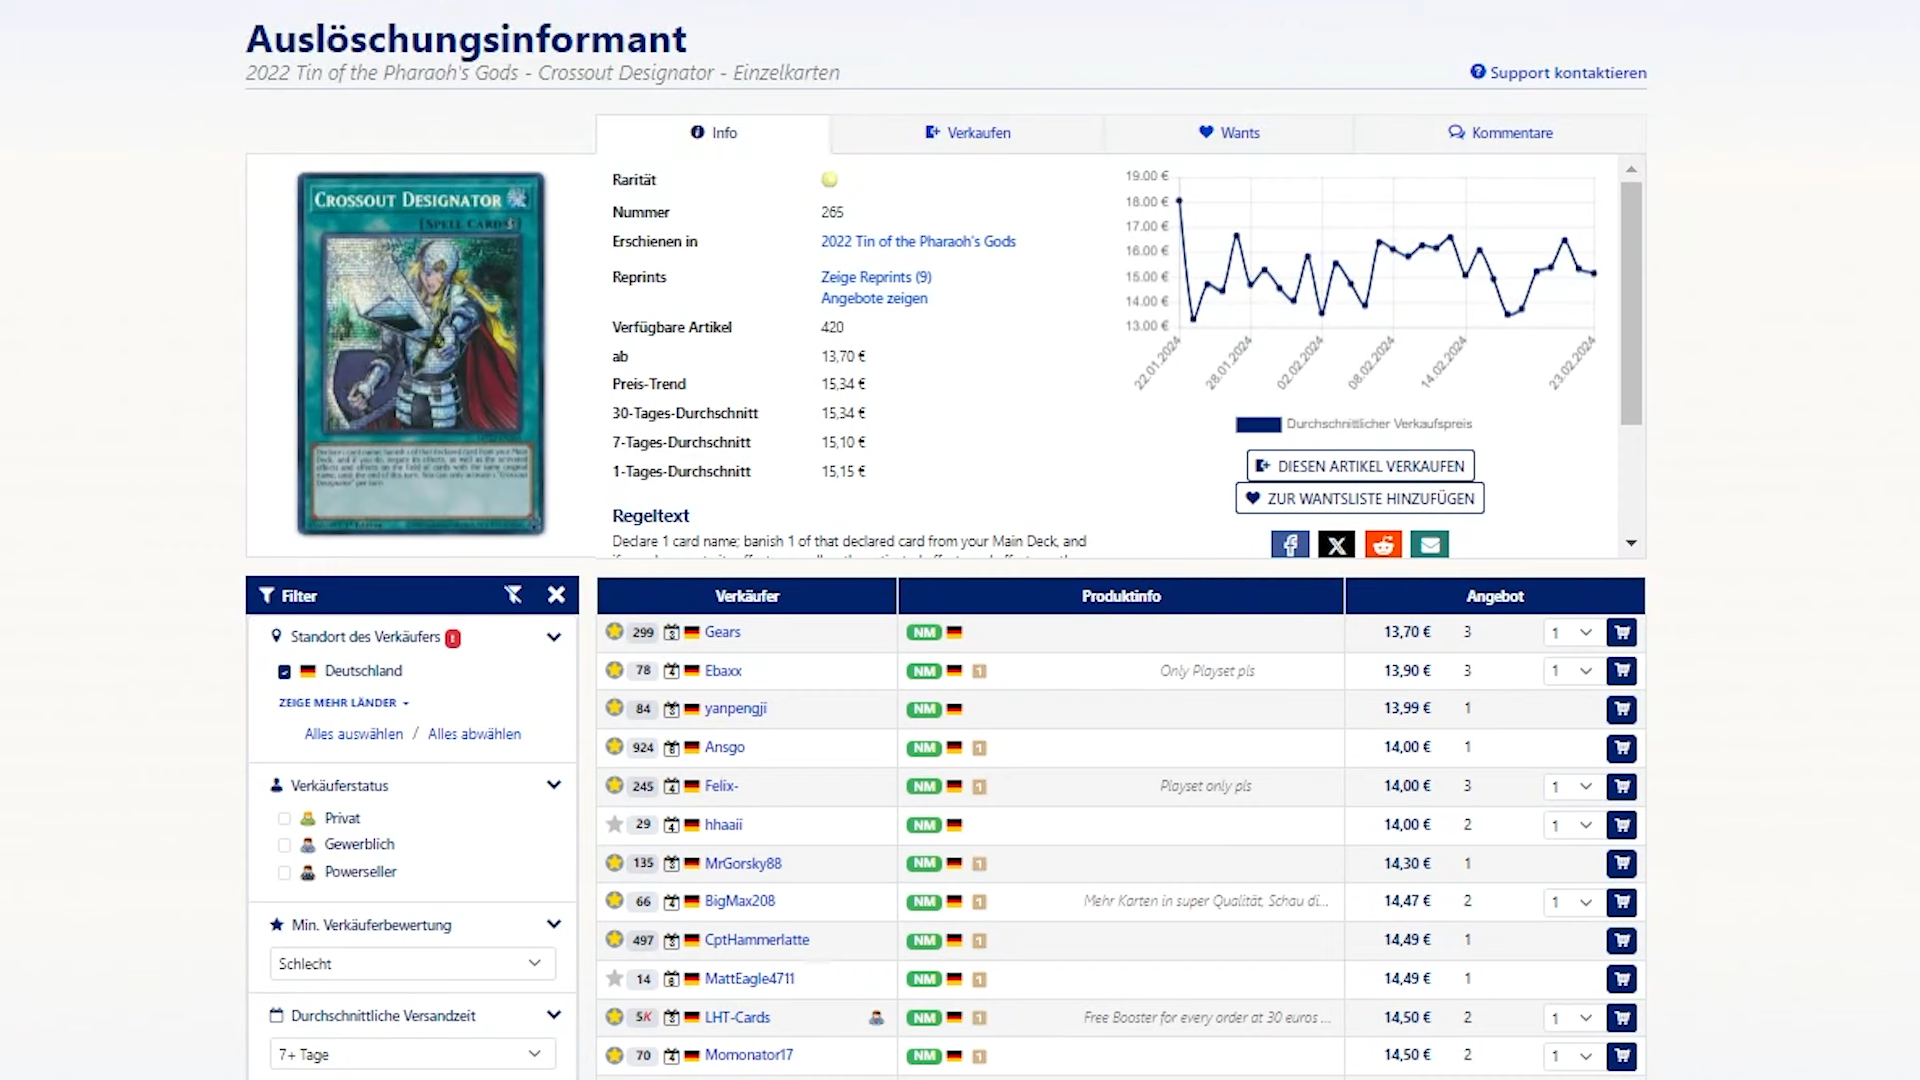 Auslöschungsinformant
2022 Tin of the Pharaoh's Gods - Crossout Designator - Einzelkarten
Support kontaktieren
Info
Verkaufen
Wants
Kommentare
CROSSOUT DESIGNATOR
[SPELL CARD]
Rarität
Nummer 265
Erschienen in 2022 Tin of the Pharaoh's Gods
Reprints Zeige Reprints (9)
Angebote zeigen
Verfügbare Artikel 420
ab 13,70 €
Preis-Trend 15,34 €
30-Tages-Durchschnitt 15,34 €
7-Tages-Durchschnitt 15,10 €
1-Tages-Durchschnitt 15,15 €
Regeltext
Declare 1 card name; banish 1 of that declared card from your Main Deck, and
19.00 €
18.00 €
17.00 €
16.00 €
15.00 €
14.00 €
13.00 €
22.01.2024
28.01.2024
02.02.2024
08.02.2024
14.02.2024
23.02.2024
Durchschnittlicher Verkaufspreis
DIESEN ARTIKEL VERKAUFEN
ZUR WANTSLISTE HINZUFÜGEN
Filter
Standort des Verkäufers
Deutschland
ZEIGE MEHR LÄNDER
Alles auswählen / Alles abwählen
Verkäuferstatus
Privat
Gewerblich
Powerseller
Min. Verkäuferbewertung
Schlecht
Durchschnittliche Versandzeit
7+ Tage
Verkäufer Produktinfo Angebot
299 Gears NM 13,70 € 3 1
78 Ebaxx NM 1 Only Playset pls 13,90 € 3 1
84 yanpengji NM 13,99 € 1
924 Ansgo NM 1 14,00 € 1
245 Felix- NM 1 Playset only pls 14,00 € 3 1
29 hhaaii NM 14,00 € 2 1
135 MrGorsky88 NM 1 14,30 € 1
66 BigMax208 NM 1 Mehr Karten in super Qualität, Schau di... 14,47 € 2 1
497 CptHammerlatte NM 1 14,49 € 1
14 MattEagle4711 NM 1 14,49 € 1
5K LHT-Cards NM 1 Free Booster for every order at 30 euros ... 14,50 € 2 1
70 Momonator17 NM 1 14,50 € 2 1